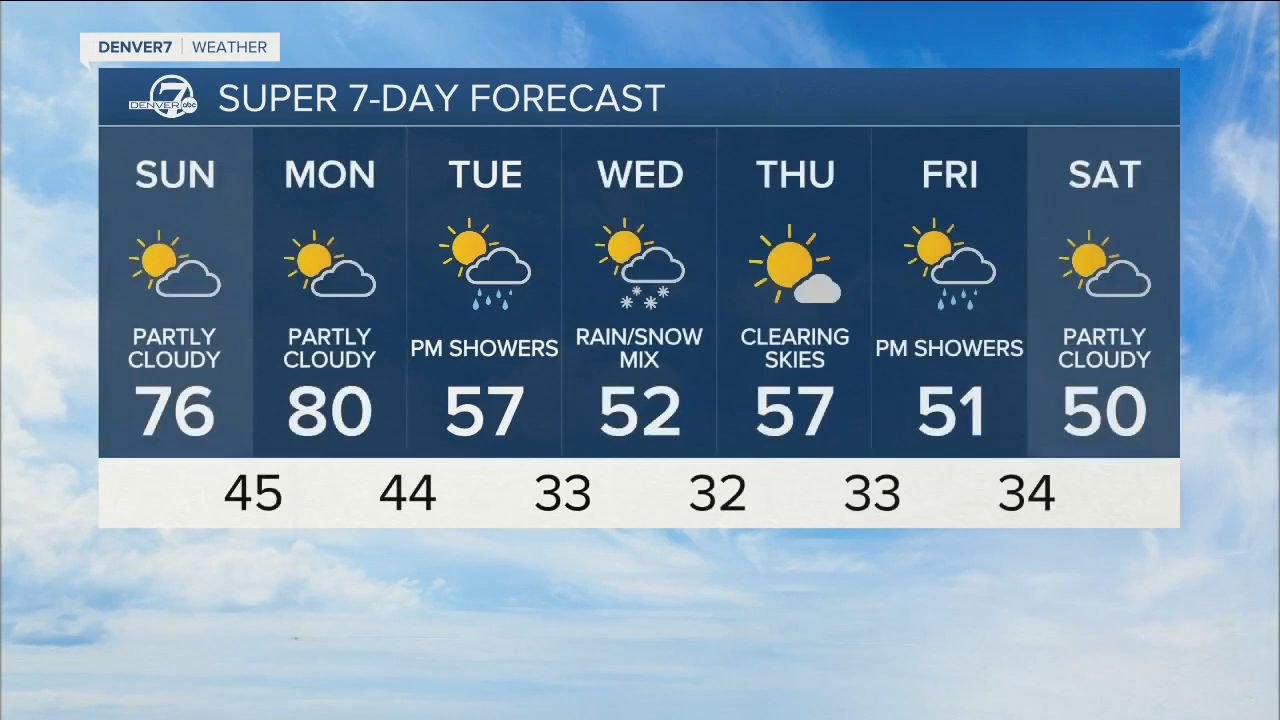 DENVER7 | WEATHER
7
DENVER abc
SUPER 7-DAY FORECAST
SUN MON TUE WED THU FRI SAT
PARTLY CLOUDY
PARTLY CLOUDY
PM SHOWERS
RAIN/SNOW MIX
CLEARING SKIES
PM SHOWERS
PARTLY CLOUDY
76 80 57 52 57 51 50
45 44 33 32 33 34